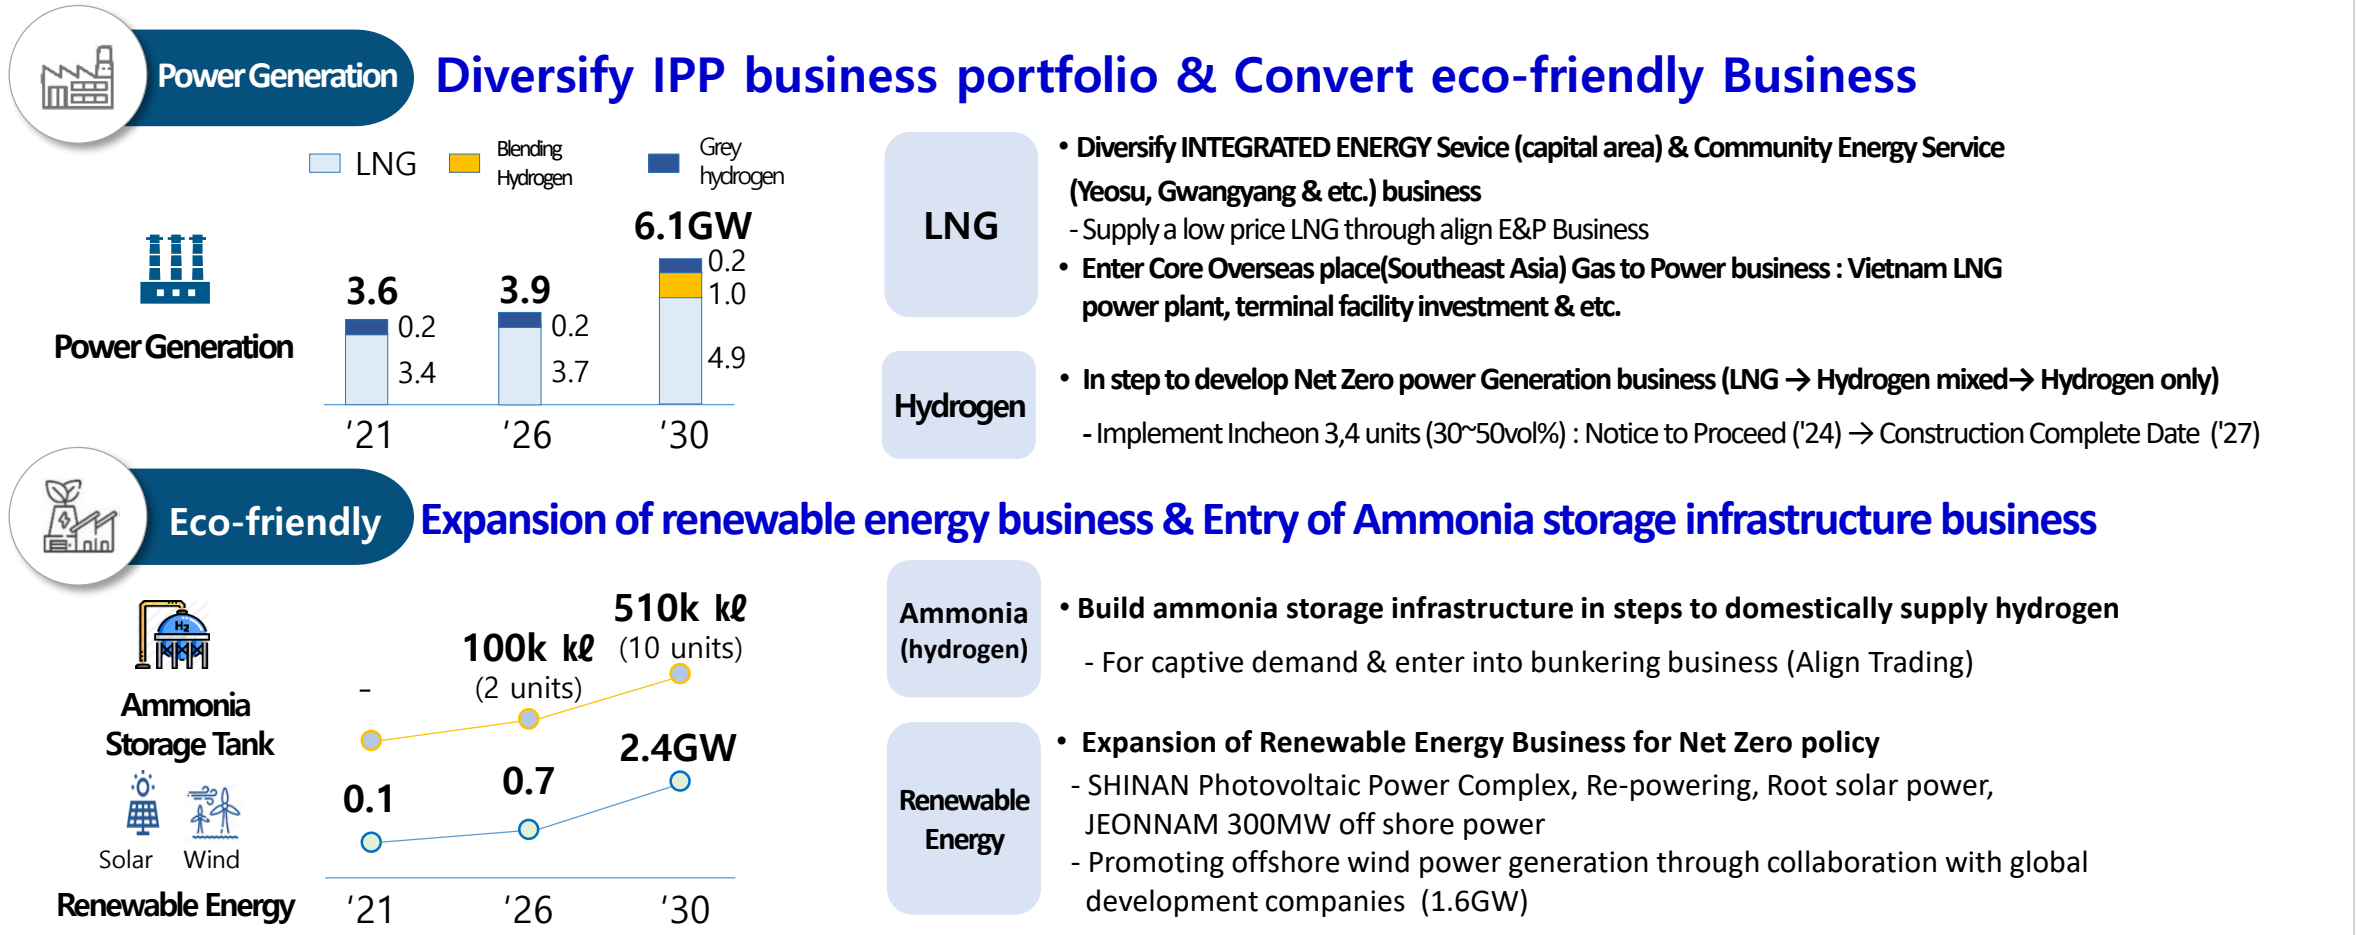 Power Generation
Diversify IPP business portfolio & Convert eco-friendly Business
LNG
Blending
Hydrogen
Grey
hydrogen
Power Generation
3.6
0.2
3.4
3.9
0.2
3.7
6.1GW
0.2
1.0
4.9
'21
'26
'30
LNG
• Diversify INTEGRATED ENERGY Sevice (capital area) & Community Energy Service
(Yeosu, Gwangyang & etc.) business
- Supply a low price LNG through align E&P Business
• Enter Core Overseas place(Southeast Asia) Gas to Power business : Vietnam LNG
power plant, terminal facility investment & etc.
Hydrogen
• In step to develop Net Zero power Generation business (LNG → Hydrogen mixed→ Hydrogen only)
- Implement Incheon 3,4 units (30~50vol%) : Notice to Proceed ('24) → Construction Complete Date ('27)
Eco-friendly
Expansion of renewable energy business & Entry of Ammonia storage infrastructure business
H2
Ammonia
Storage Tank
-
100k ㎘
(2 units)
510k ㎘
(10 units)
Solar
Wind
Renewable Energy
0.1
0.7
2.4GW
'21
'26
'30
Ammonia
(hydrogen)
• Build ammonia storage infrastructure in steps to domestically supply hydrogen
- For captive demand & enter into bunkering business (Align Trading)
Renewable
Energy
• Expansion of Renewable Energy Business for Net Zero policy
- SHINAN Photovoltaic Power Complex, Re-powering, Root solar power,
JEONNAM 300MW off shore power
- Promoting offshore wind power generation through collaboration with global
development companies (1.6GW)